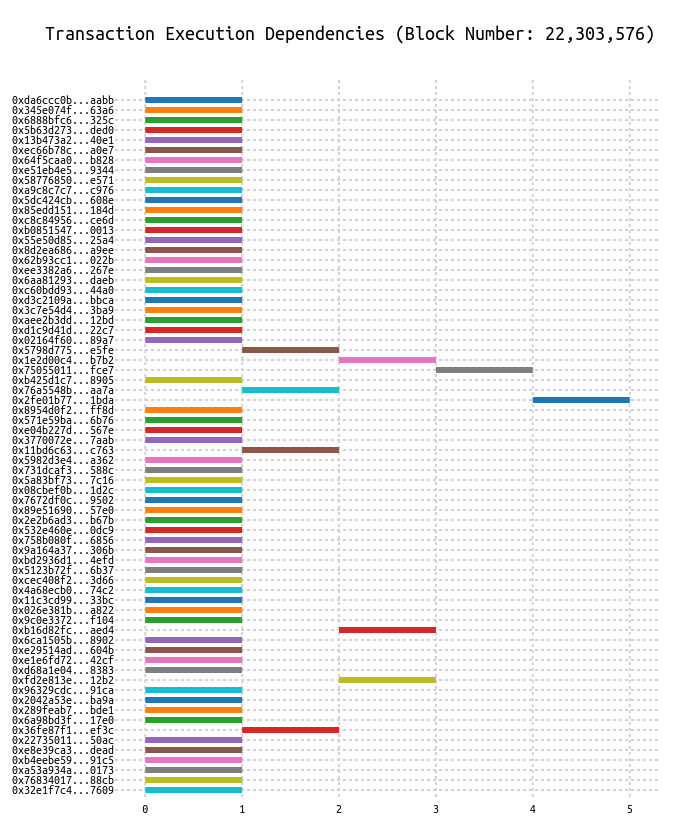 Transaction Execution Dependencies (Block Number: 22,303,576)
0xda6ccc0b...aabb
0x345e074f...63a6
0x6888bfc6...325c
0x5b63d273...ded0
0x13b473a2...40e1
0xec66b78c...a0e7
0x64f5caa0...b828
0xe51eb4e5...9344
0x58776850...e571
0xa9c8c7c7...c976
0x5dc424cb...608e
0x85edd151...184d
0xc8c84956...ce6d
0xb0851547...0013
0x55e50d85...25a4
0x8d2ea686...a9ee
0x62b93cc1...022b
0xee3382a6...267e
0x6aa81293...daeb
0xc60bdd93...44a0
0xd3c2109a...bbca
0x3c7e54d4...3ba9
0xaee2b3dd...12bd
0xd1c9d41d...22c7
0x02164f60...89a7
0x5798d775...e5fe
0x1e2d00c4...b7b2
0x75055011...fce7
0xb425d1c7...8905
0x76a5548b...aa7a
0x2fe01b77...1bda
0x8954d0f2...ff8d
0x571e59ba...6b76
0xe04b227d...567e
0x3770072e...7aab
0x11bd6c63...c763
0x5982d3e4...a362
0x731dcaf3...588c
0x5a83bf73...7c16
0x08cbef0b...1d2c
0x7672df0c...9502
0x89e51690...57e0
0x2e2b6ad3...b67b
0x532e460e...0dc9
0x758b080f...6856
0x9a164a37...306b
0xbd2936d1...4efd
0x5123b72f...6b37
0xcec408f2...3d66
0x4a68ecb0...74c2
0x11c3cd99...33bc
0x026e381b...a822
0x9c0e3372...f104
0xb16d82fc...aed4
0x6ca1505b...8902
0xe29514ad...604b
0xe1e6fd72...42cf
0xd68a1e04...8383
0xfd2e813e...12b2
0x96329cdc...91ca
0x2042a53e...ba9a
0x289feab7...bde1
0x6a98bd3f...17e0
0x36fe87f1...ef3c
0x22735011...50ac
0xe8e39ca3...dead
0xb4eebe59...91c5
0xa53a934a...0173
0x76834017...88cb
0x32e1f7c4...7609
0 1 2 3 4 5